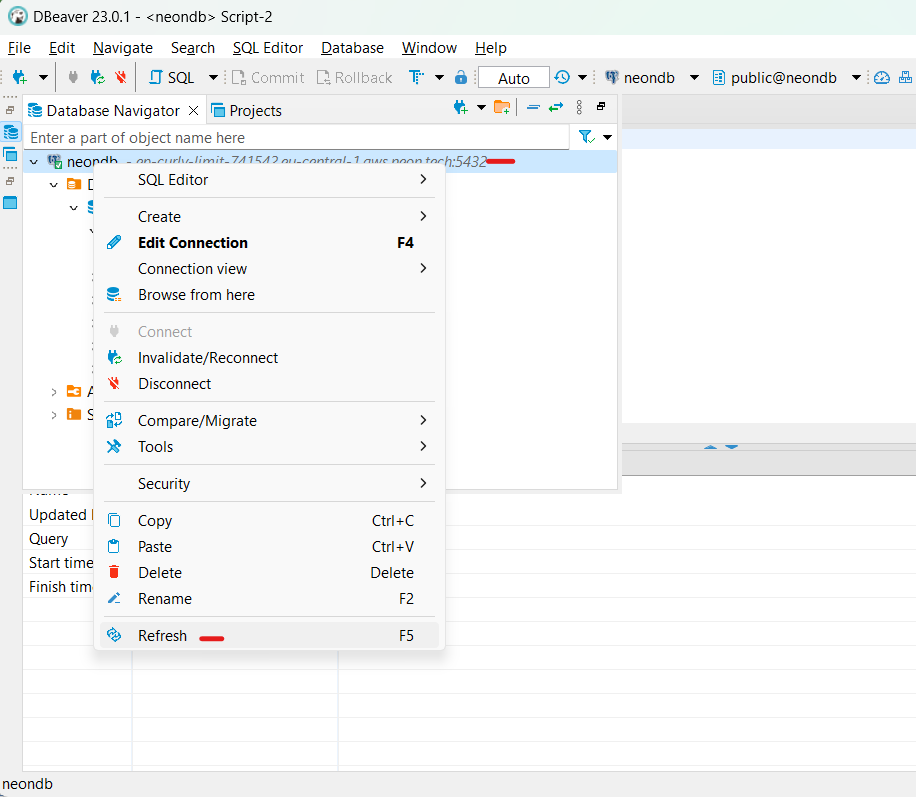 DBeaver 23.0.1 - <neondb> Script-2
File Edit Navigate Search SQL Editor Database Window Help
SQL Commit Rollback Auto neondb public@neondb
Database Navigator Projects
Enter a part of object name here
neondb - ep-curly-limit-741542.eu-central-1.aws.neon.tech:5432
D
A
S
SQL Editor
Create
Edit Connection F4
Connection view
Browse from here
Connect
Invalidate/Reconnect
Disconnect
Compare/Migrate
Tools
Security
Copy Ctrl+C
Paste Ctrl+V
Delete Delete
Rename F2
Refresh F5
Name
Updated
Query
Start time
Finish tim
neondb